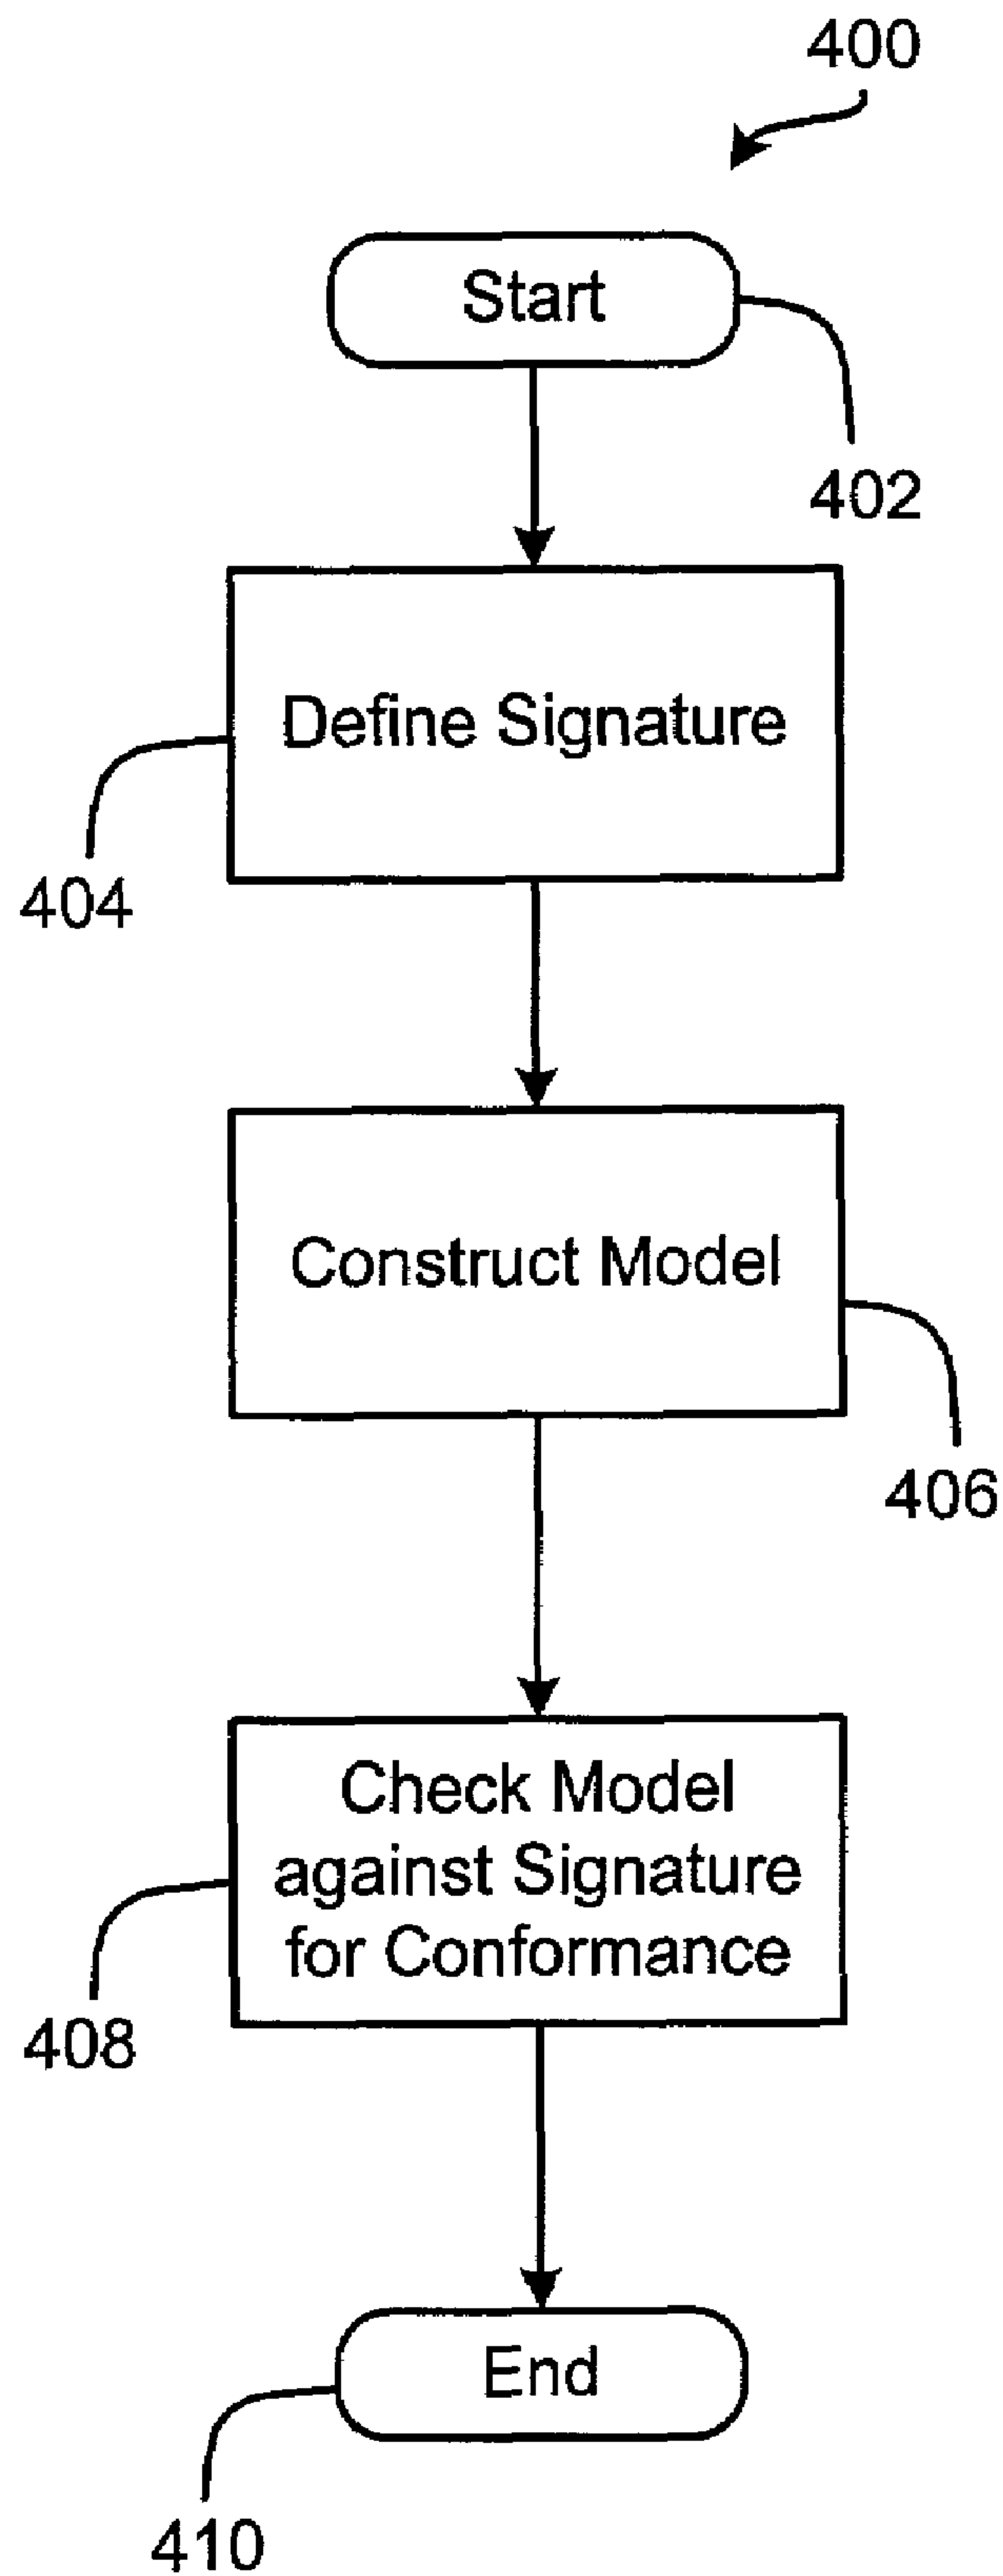 400
Start
402
Define Signature
404
Construct Model
406
Check Model
against Signature
for Conformance
408
End
410